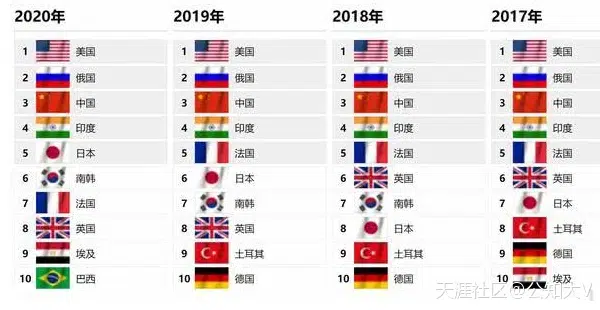 2020年
1 美国
2 俄国
3 中国
4 印度
5 日本
6 南韩
7 法国
8 英国
9 埃及
10 巴西
2019年
1 美国
2 俄国
3 中国
4 印度
5 法国
6 日本
7 南韩
8 英国
9 土耳其
10 德国
2018年
1 美国
2 俄国
3 中国
4 印度
5 法国
6 英国
7 南韩
8 日本
9 土耳其
10 德国
2017年
1 美国
2 俄国
3 中国
4 印度
5 法国
6 英国
7 日本
8 土耳其
9 德国
10 埃及
天涯社区@公知大V